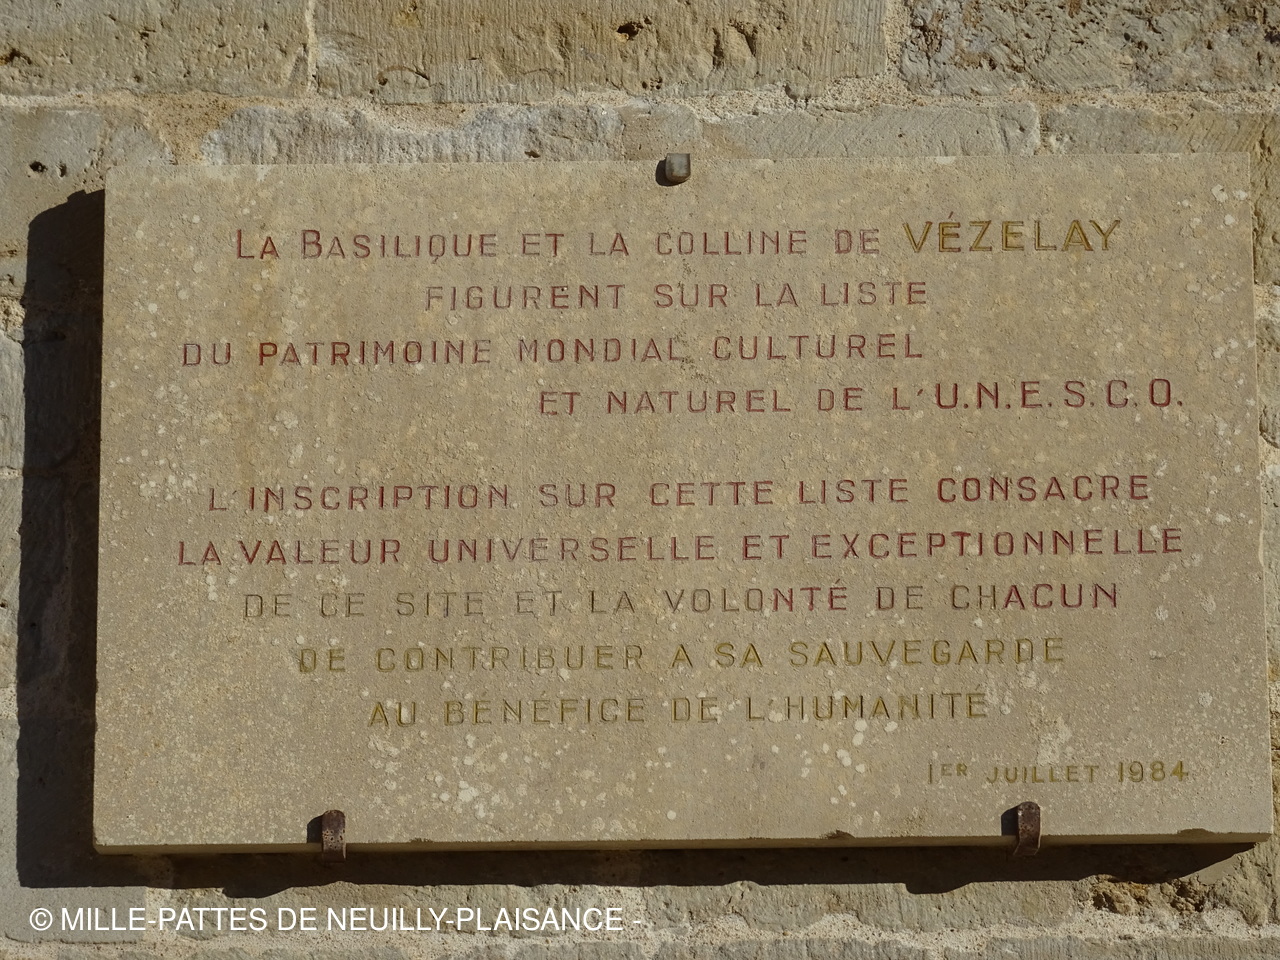 LA BASILIQUE ET LA COLLINE DE VÉZELAY
FIGURENT SUR LA LISTE
DU PATRIMOINE MONDIAL CULTUREL
ET NATUREL DE L'U.N.E.S.C.O.
L'INSCRIPTION SUR CETTE LISTE CONSACRE
LA VALEUR UNIVERSELLE ET EXCEPTIONNELLE
DE CE SITE ET LA VOLONTÉ DE CHACUN
DE CONTRIBUER A SA SAUVEGARDE
AU BÉNÉFICE DE L'HUMANITÉ
1ER JUILLET 1984
© MILLE-PATTES DE NEUILLY-PLAISANCE -